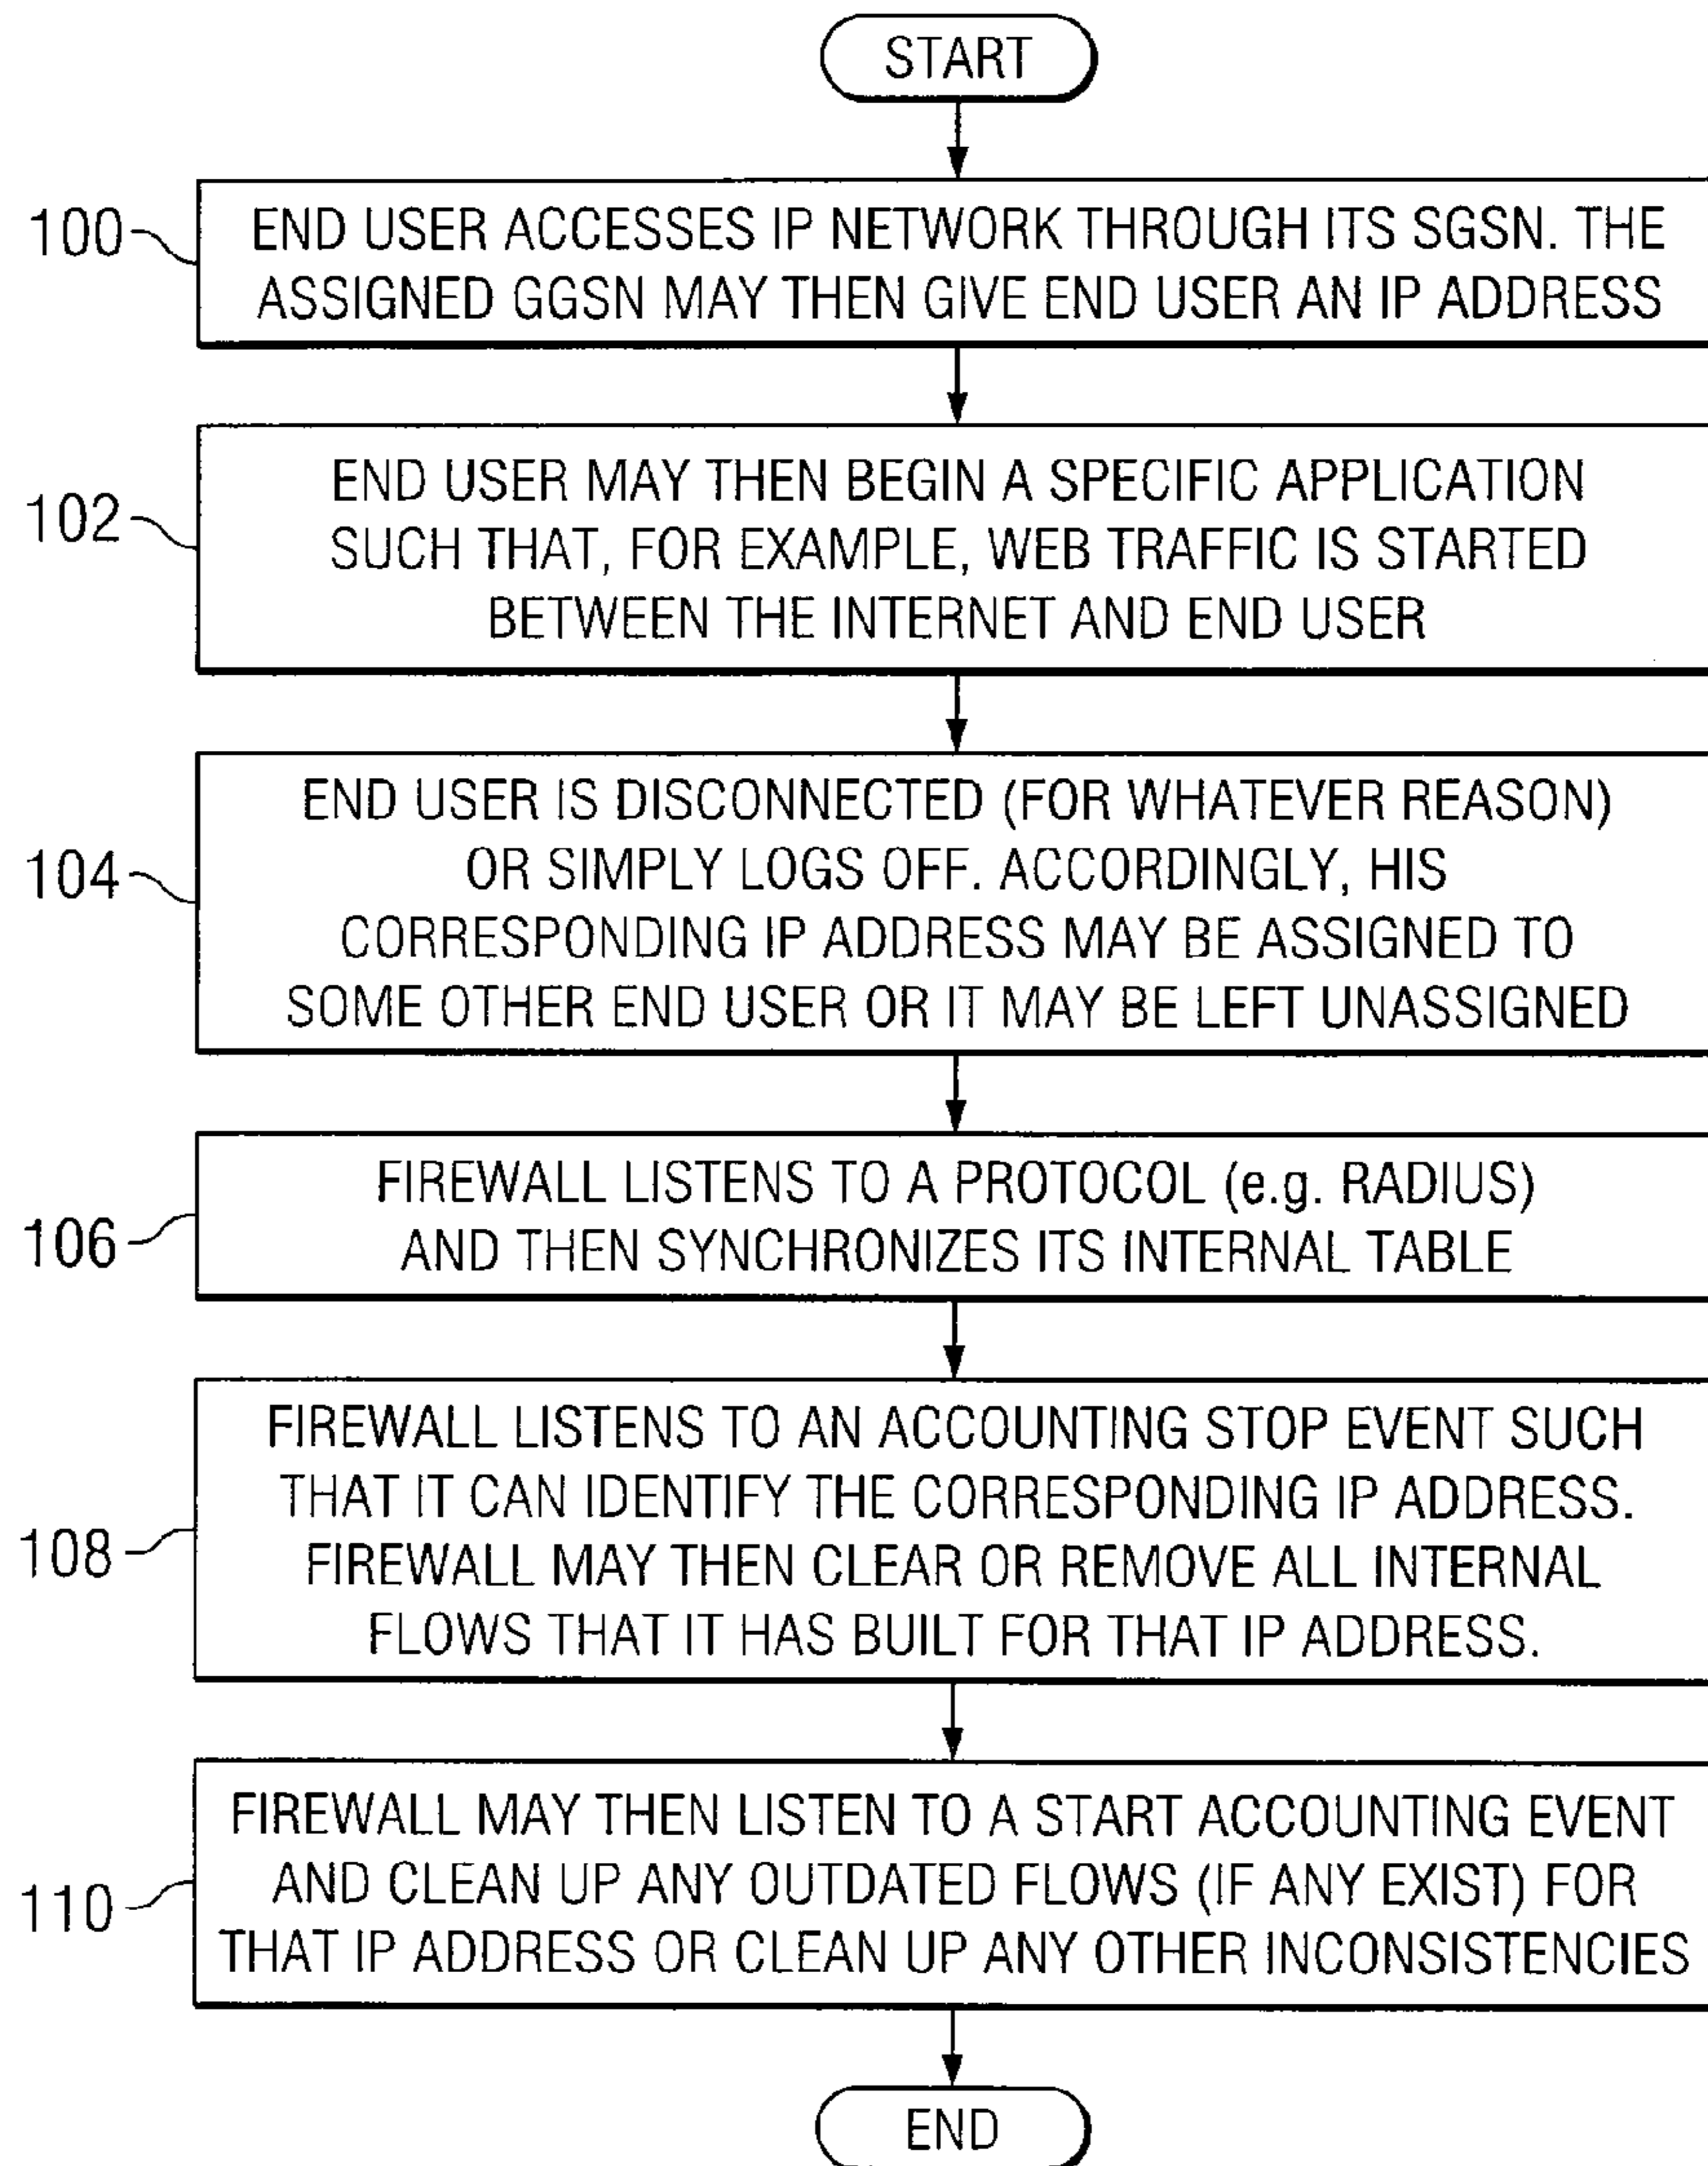 START
100
END USER ACCESSES IP NETWORK THROUGH ITS SGSN. THE
ASSIGNED GGSN MAY THEN GIVE END USER AN IP ADDRESS
102
END USER MAY THEN BEGIN A SPECIFIC APPLICATION
SUCH THAT, FOR EXAMPLE, WEB TRAFFIC IS STARTED
BETWEEN THE INTERNET AND END USER
104
END USER IS DISCONNECTED (FOR WHATEVER REASON)
OR SIMPLY LOGS OFF. ACCORDINGLY, HIS
CORRESPONDING IP ADDRESS MAY BE ASSIGNED TO
SOME OTHER END USER OR IT MAY BE LEFT UNASSIGNED
106
FIREWALL LISTENS TO A PROTOCOL (e.g. RADIUS)
AND THEN SYNCHRONIZES ITS INTERNAL TABLE
108
FIREWALL LISTENS TO AN ACCOUNTING STOP EVENT SUCH
THAT IT CAN IDENTIFY THE CORRESPONDING IP ADDRESS.
FIREWALL MAY THEN CLEAR OR REMOVE ALL INTERNAL
FLOWS THAT IT HAS BUILT FOR THAT IP ADDRESS.
110
FIREWALL MAY THEN LISTEN TO A START ACCOUNTING EVENT
AND CLEAN UP ANY OUTDATED FLOWS (IF ANY EXIST) FOR
THAT IP ADDRESS OR CLEAN UP ANY OTHER INCONSISTENCIES
END